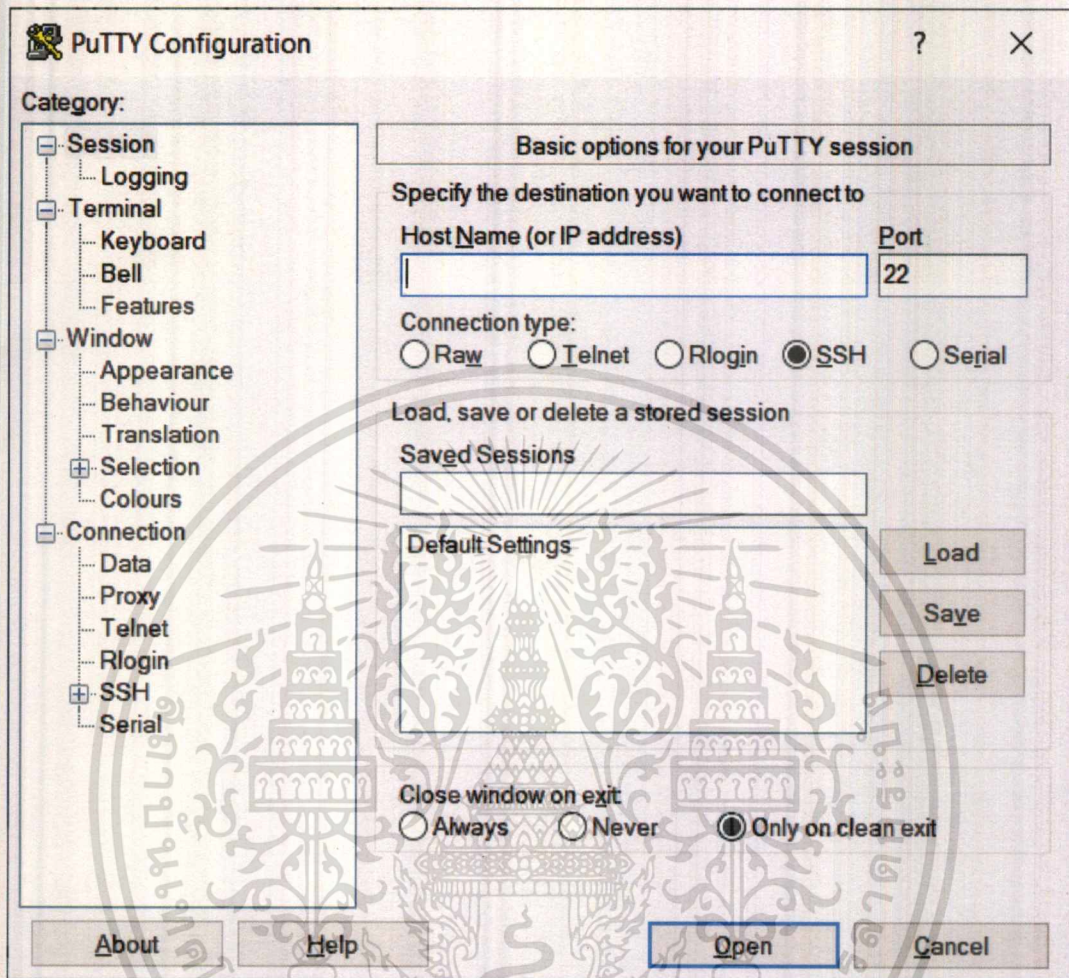 PuTTY Configuration
?
Category:
Session
Logging
Terminal
Keyboard
Bell
Features
Window
Appearance
Behaviour
Translation
Selection
Colours
Connection
Data
Proxy
Telnet
Rlogin
SSH
Serial
Basic options for your PuTTY session
Specify the destination you want to connect to
Host Name (or IP address) Port
22
Connection type:
Raw Telnet Rlogin SSH Serial
Load, save or delete a stored session
Saved Sessions
Default Settings
Load
Save
Delete
Close window on exit:
Always Never Only on clean exit
About Help Open Cancel